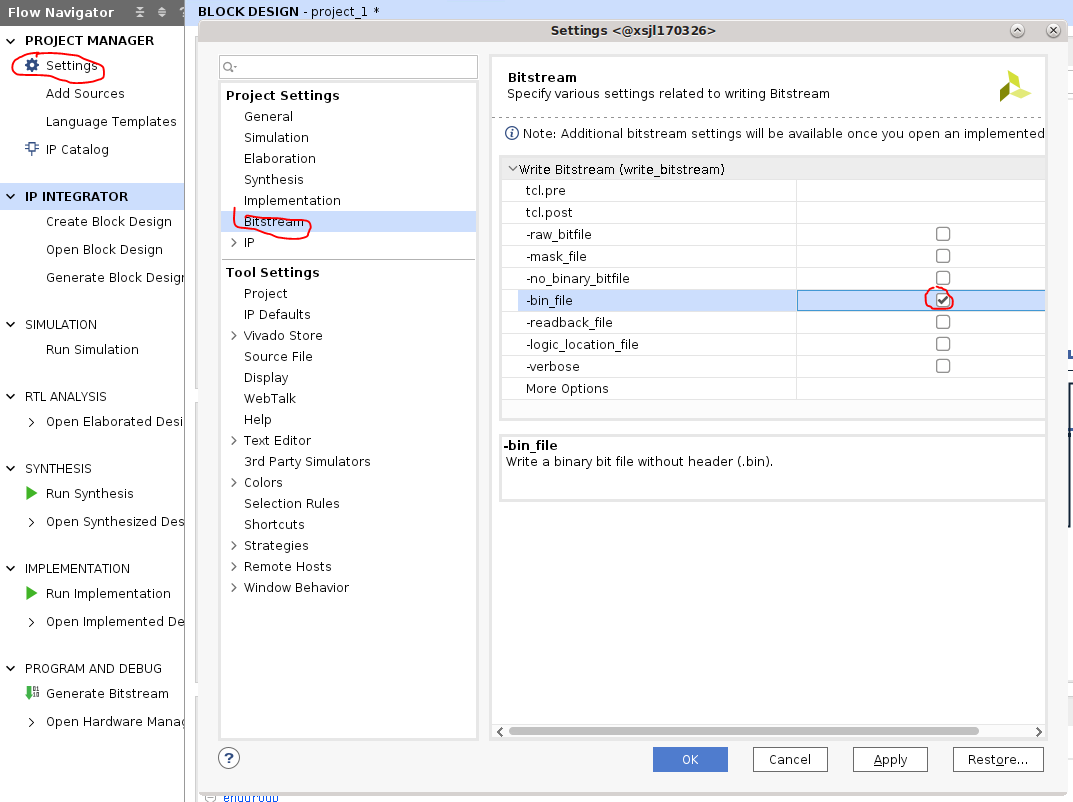 Flow Navigator
PROJECT MANAGER
Settings
Add Sources
Language Templates
IP Catalog
IP INTEGRATOR
Create Block Design
Open Block Design
Generate Block Desig
SIMULATION
Run Simulation
RTL ANALYSIS
Open Elaborated Desi
SYNTHESIS
Run Synthesis
Open Synthesized Des
IMPLEMENTATION
Run Implementation
Open Implemented De
PROGRAM AND DEBUG
Generate Bitstream
Open Hardware Manag
BLOCK DESIGN - project_1 *
Settings <@xsjl170326>
Project Settings
General
Simulation
Elaboration
Synthesis
Implementation
Bitstream
IP
Tool Settings
Project
IP Defaults
Vivado Store
Source File
Display
WebTalk
Help
Text Editor
3rd Party Simulators
Colors
Selection Rules
Shortcuts
Strategies
Remote Hosts
Window Behavior
Bitstream
Specify various settings related to writing Bitstream
Note: Additional bitstream settings will be available once you open an implemented
Write Bitstream (write_bitstream)
tcl.pre
tcl.post
-raw_bitfile
-mask_file
-no_binary_bitfile
-bin_file
-readback_file
-logic_location_file
-verbose
More Options
-bin_file
Write a binary bit file without header (.bin).
?
OK
Cancel
Apply
Restore...
endgroup